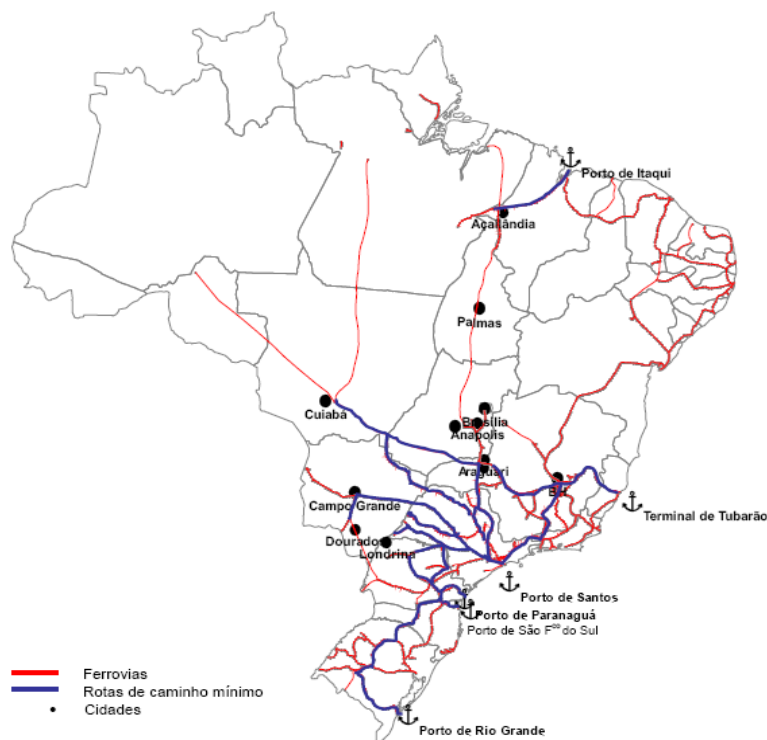 Porto de Itaqui
Açailândia
Palmas
Cuiabá
Brasília
Anapolis
Araguari
BH
Campo Grande
Terminal de Tubarão
Dourados
Londrina
Porto de Santos
Porto de Paranaguá
Porto de São Fco do Sul
Ferrovias
Rotas de caminho mínimo
Cidades
Porto de Rio Grande